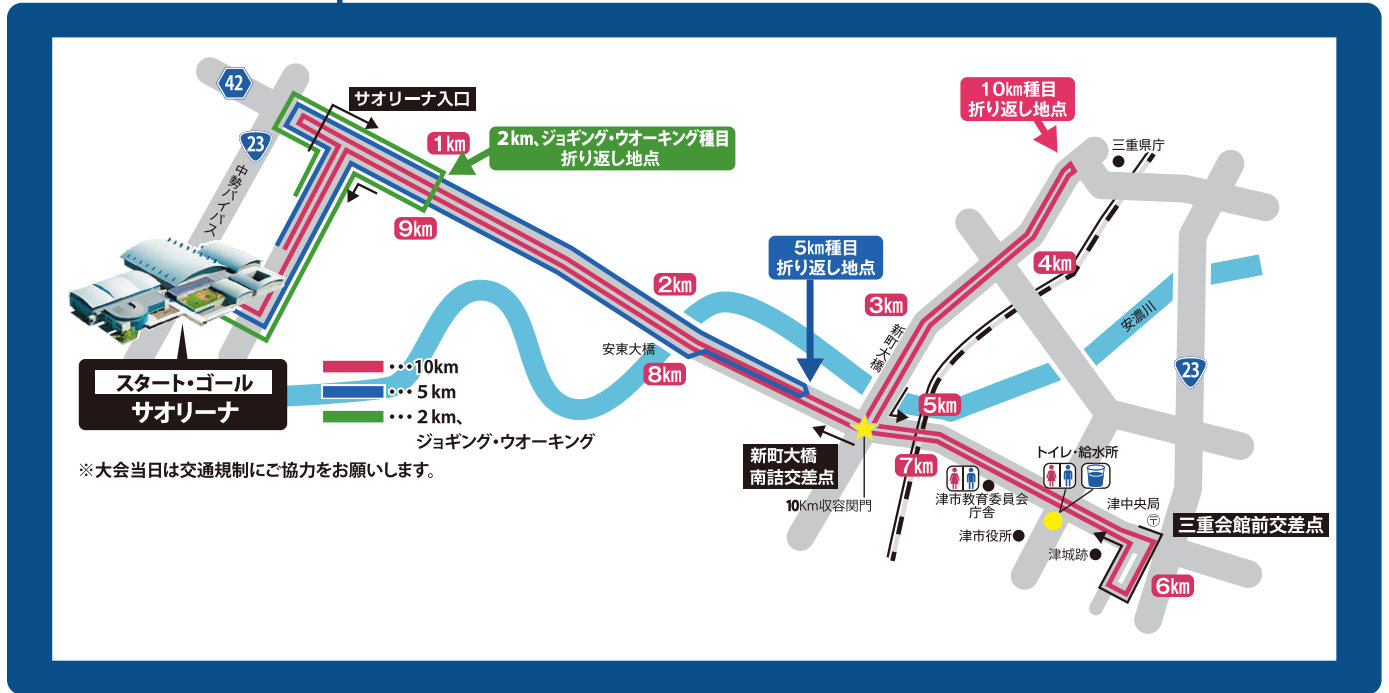 42
サオリーナ入口
10km種目
折り返し地点
23
1km
2km、ジョギング・ウオーキング種目
折り返し地点
三重県庁
中勢バイパス
9km
5km種目
折り返し地点
4km
2km
3km
新町大橋
安濃川
安東大橋
8km
23
・・・10km
・・・5km
・・・2km、
ジョギング・ウオーキング
スタート・ゴール
サオリーナ
5km
新町大橋
南詰交差点
7km
トイレ・給水所
10Km収容関門
津市教育委員会
庁舎
津中央局
〒
三重会館前交差点
津市役所
津城跡
6km
※大会当日は交通規制にご協力をお願いします。